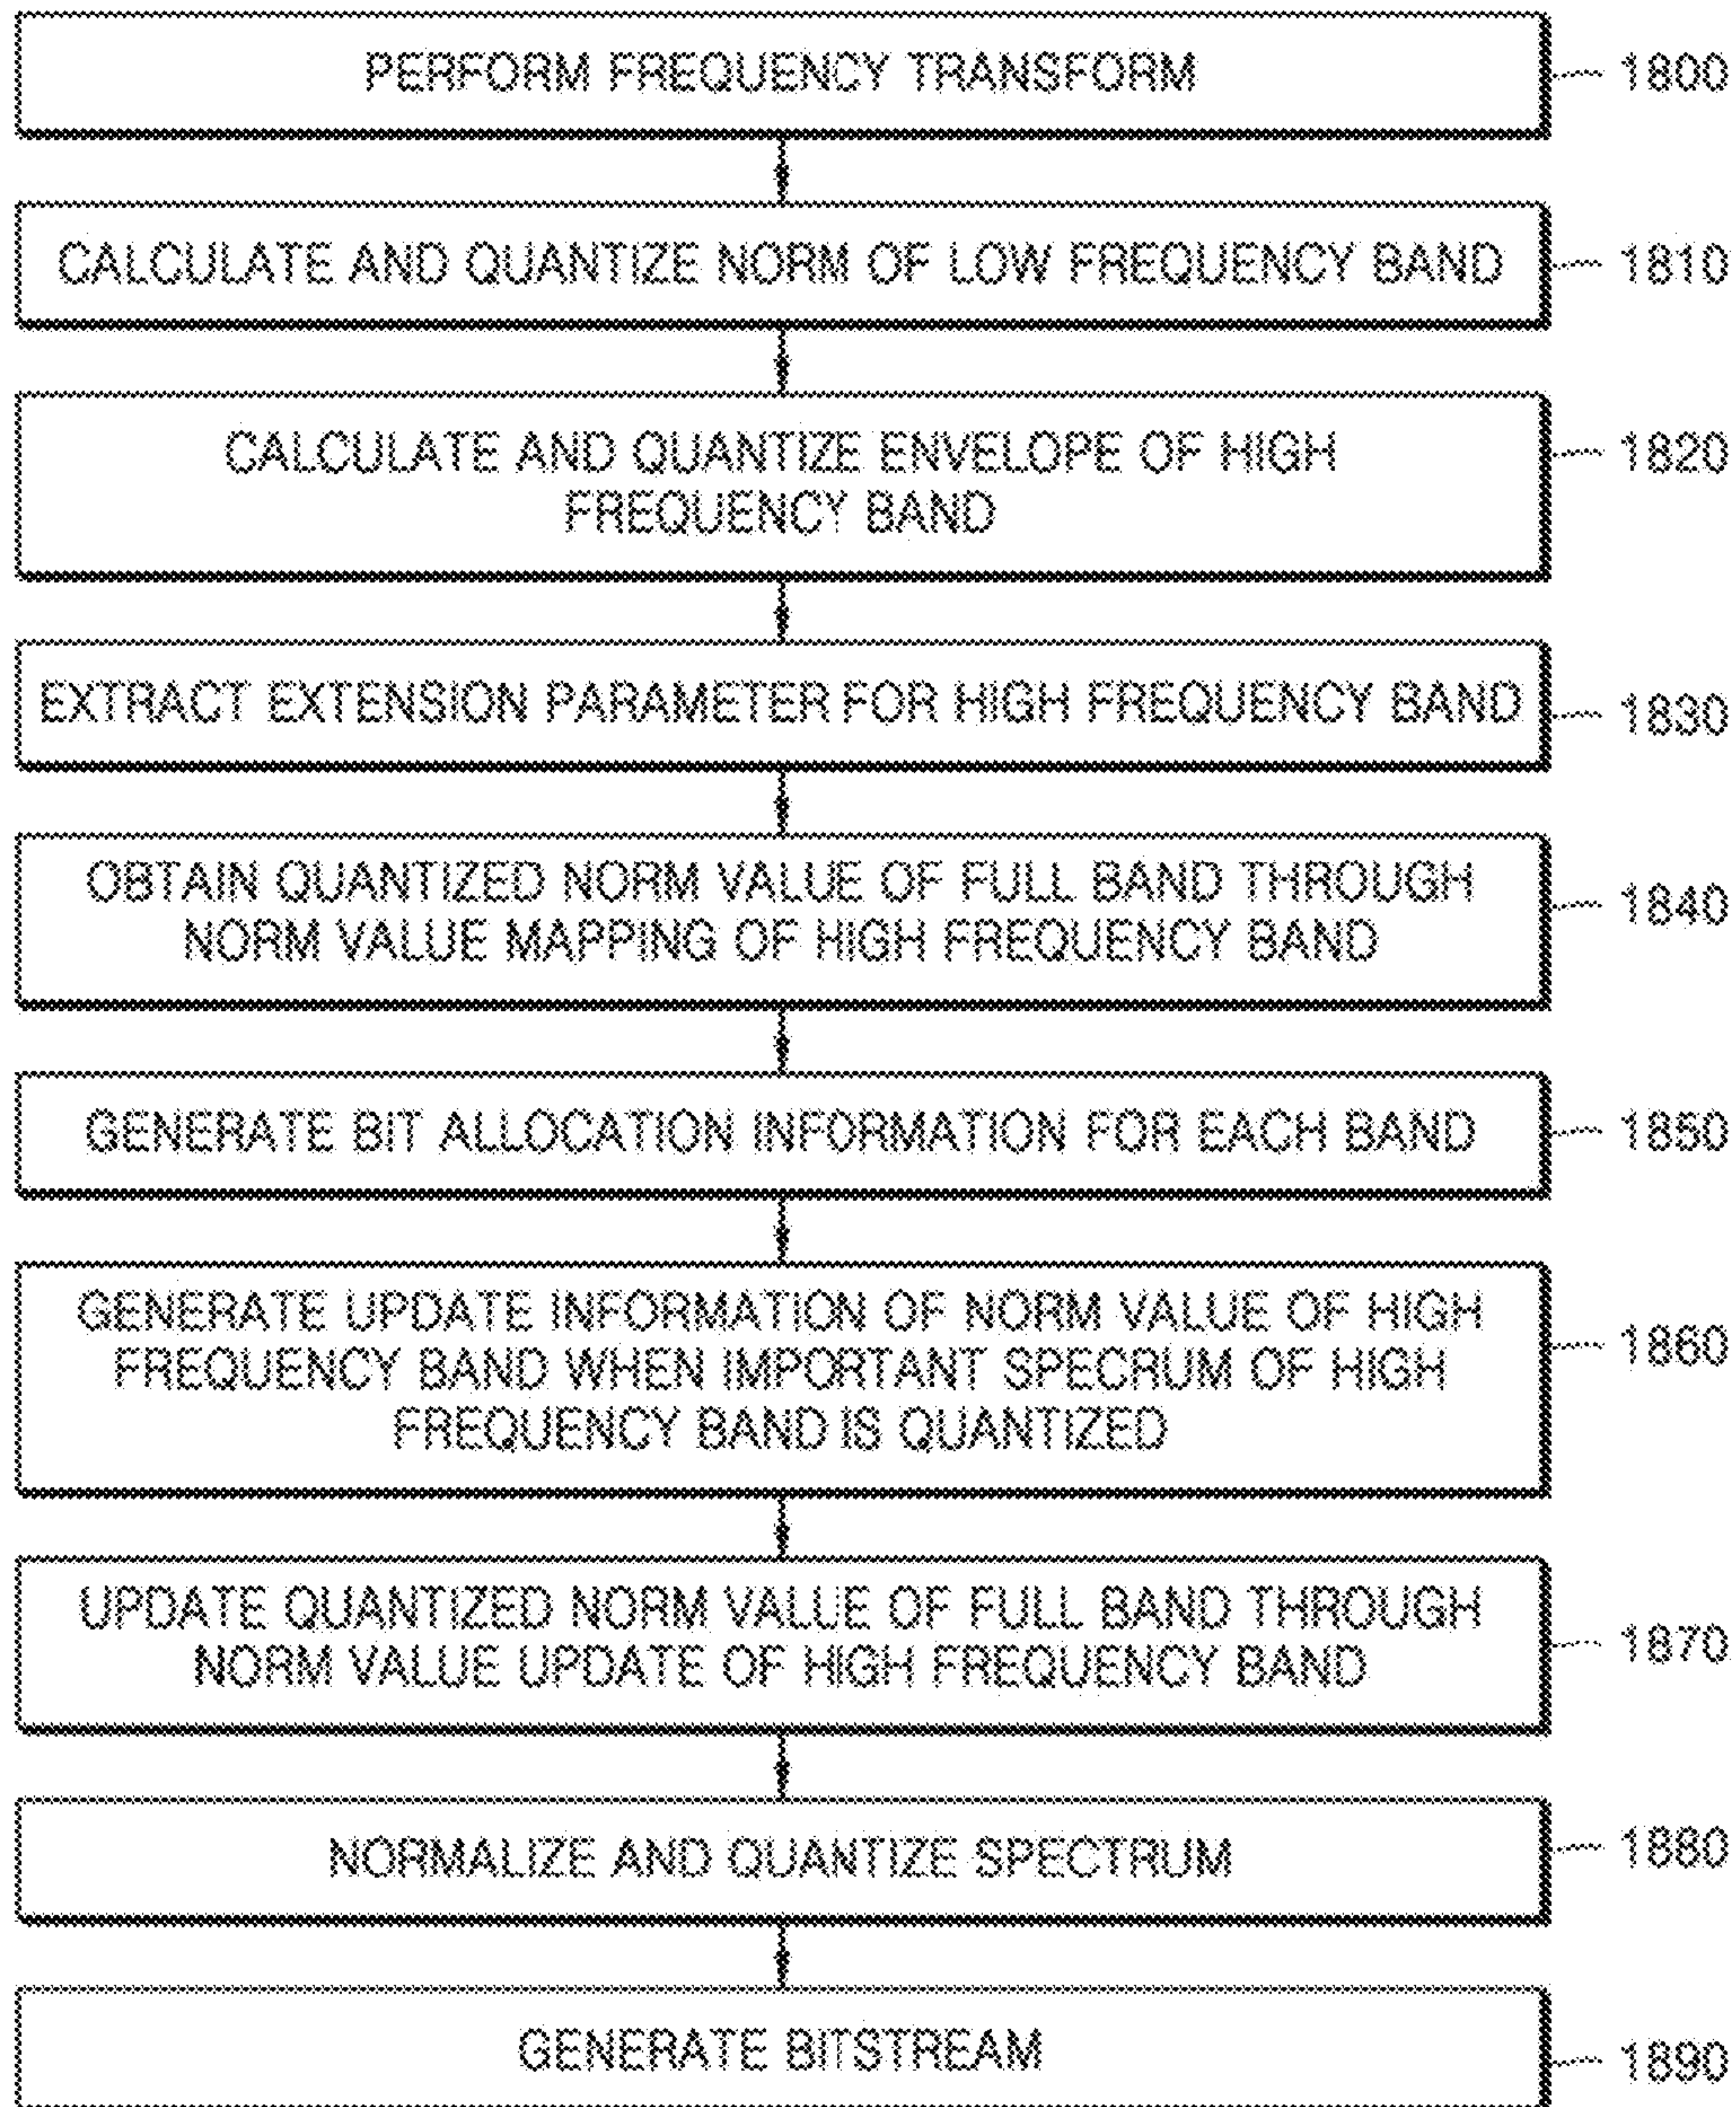 PERFORM FREQUENCY TRANSFORM
1800
CALCULATE AND QUANTIZE NORM OF LOW FREQUENCY BAND
1810
CALCULATE AND QUANTIZE ENVELOPE OF HIGH
FREQUENCY BAND
1820
EXTRACT EXTENSION PARAMETER FOR HIGH FREQUENCY BAND
1830
OBTAIN QUANTIZED NORM VALUE OF FULL BAND THROUGH
NORM VALUE MAPPING OF HIGH FREQUENCY BAND
1840
GENERATE BIT ALLOCATION INFORMATION FOR EACH BAND
1850
GENERATE UPDATE INFORMATION OF NORM VALUE OF HIGH
FREQUENCY BAND WHEN IMPORTANT SPECRUM OF HIGH
FREQUENCY BAND IS QUANTIZED
1860
UPDATE QUANTIZED NORM VALUE OF FULL BAND THROUGH
NORM VALUE UPDATE OF HIGH FREQUENCY BAND
1870
NORMALIZE AND QUANTIZE SPECTRUM
1880
GENERATE BITSTREAM
1890